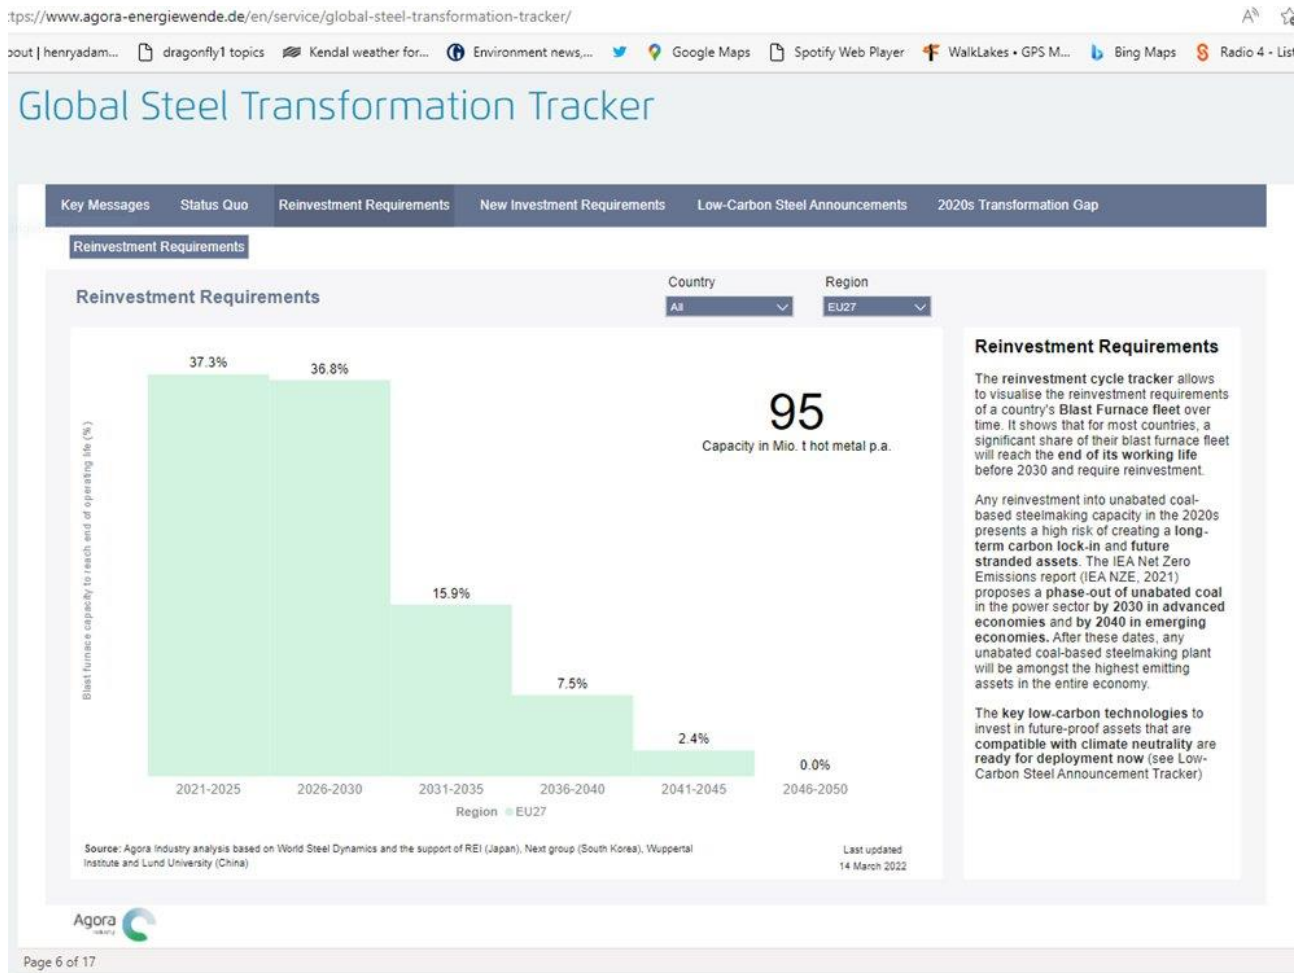 :tps://www.agora-energiewende.de/en/service/global-steel-transformation-tracker/
bout | henryadam... dragonfly1 topics Kendal weather for... Environment news,... Google Maps Spotify Web Player WalkLakes • GPS M... Bing Maps Radio 4 - List
Global Steel Transformation Tracker
Key Messages Status Quo Reinvestment Requirements New Investment Requirements Low-Carbon Steel Announcements 2020s Transformation Gap
Reinvestment Requirements
Reinvestment Requirements
Country Region
All EU27
37.3%
36.8%
15.9%
7.5%
2.4%
0.0%
95
Capacity in Mio. t hot metal p.a.
Blast furnace capacity to reach end of operating life (%)
2021-2025 2026-2030 2031-2035 2036-2040 2041-2045 2046-2050
Region EU27
Source: Agora Industry analysis based on World Steel Dynamics and the support of REI (Japan), Next group (South Korea), Wuppertal
Institute and Lund University (China)
Last updated
14 March 2022
Reinvestment Requirements
The reinvestment cycle tracker allows
to visualise the reinvestment requirements
of a country's Blast Furnace fleet over
time. It shows that for most countries, a
significant share of their blast furnace fleet
will reach the end of its working life
before 2030 and require reinvestment.
Any reinvestment into unabated coal-
based steelmaking capacity in the 2020s
presents a high risk of creating a long-
term carbon lock-in and future
stranded assets. The IEA Net Zero
Emissions report (IEA NZE, 2021)
proposes a phase-out of unabated coal
in the power sector by 2030 in advanced
economies and by 2040 in emerging
economies. After these dates, any
unabated coal-based steelmaking plant
will be amongst the highest emitting
assets in the entire economy.
The key low-carbon technologies to
invest in future-proof assets that are
compatible with climate neutrality are
ready for deployment now (see Low-
Carbon Steel Announcement Tracker)
Agora
Page 6 of 17